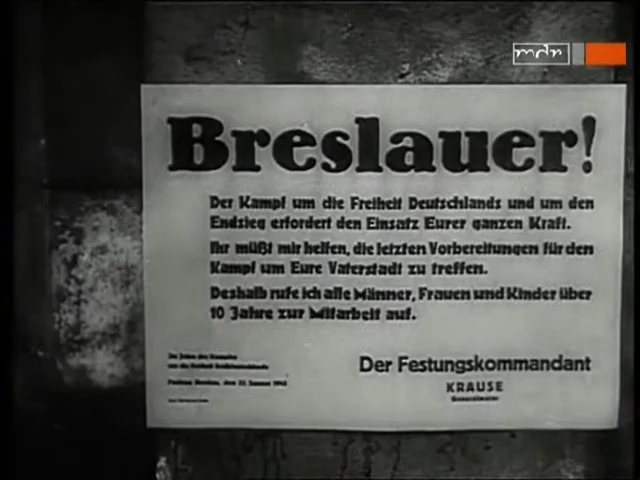 mdr
Breslauer!
Der Kampf um die Freiheit Deutschlands und um den
Endsieg erfordert den Einsatz Eurer ganzen Kraft.
Ihr müßt mir helfen, die letzten Vorbereitungen für den
Kampf um Eure Vaterstadt zu treffen.
Deshalb rufe ich alle Männer, Frauen und Kinder über
10 Jahre zur Mitarbeit auf.
Der Festungskommandant
KRAUSE
Generalmajor